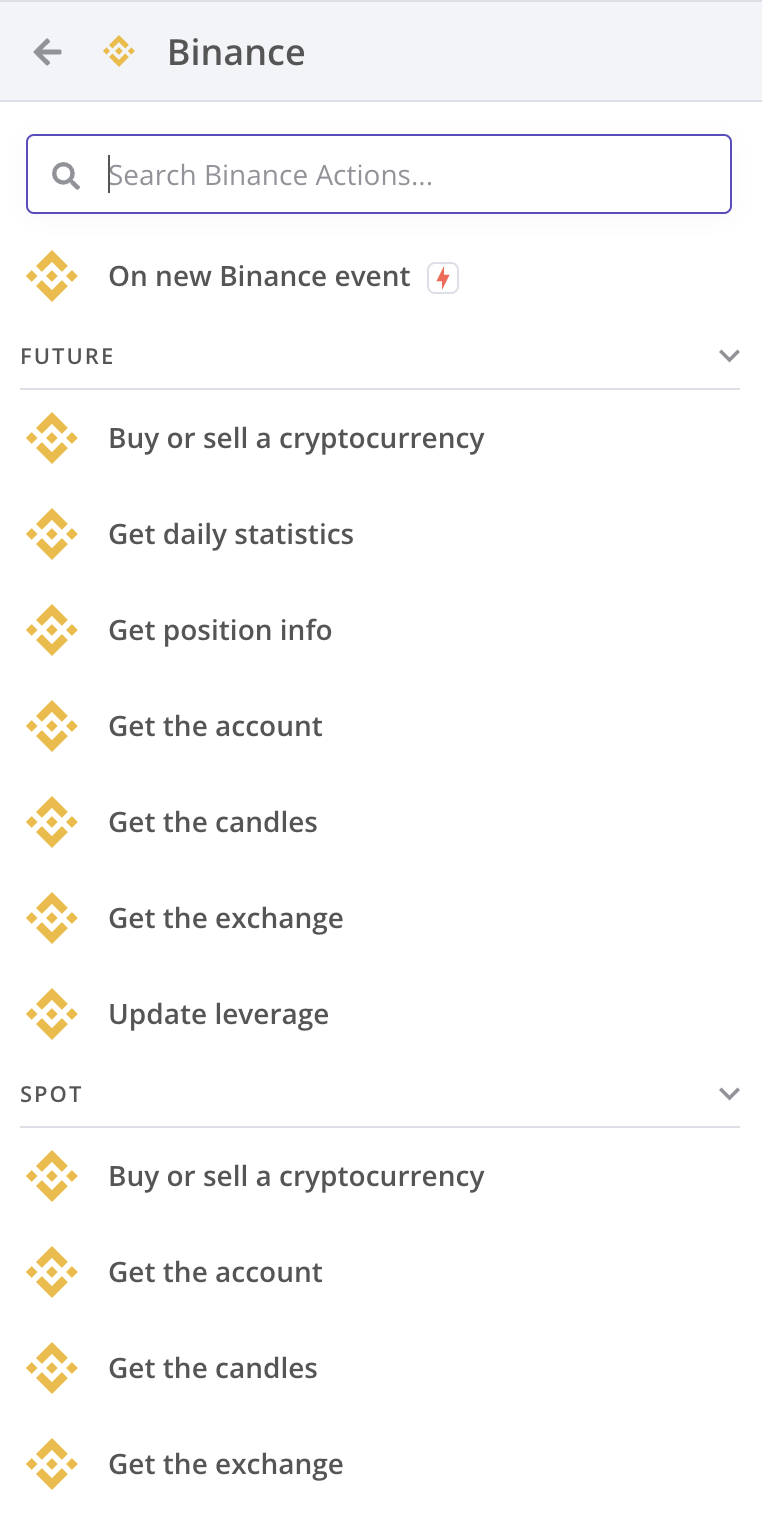 Binance
Search Binance Actions...
On new Binance event
FUTURE
Buy or sell a cryptocurrency
Get daily statistics
Get position info
Get the account
Get the candles
Get the exchange
Update leverage
SPOT
Buy or sell a cryptocurrency
Get the account
Get the candles
Get the exchange